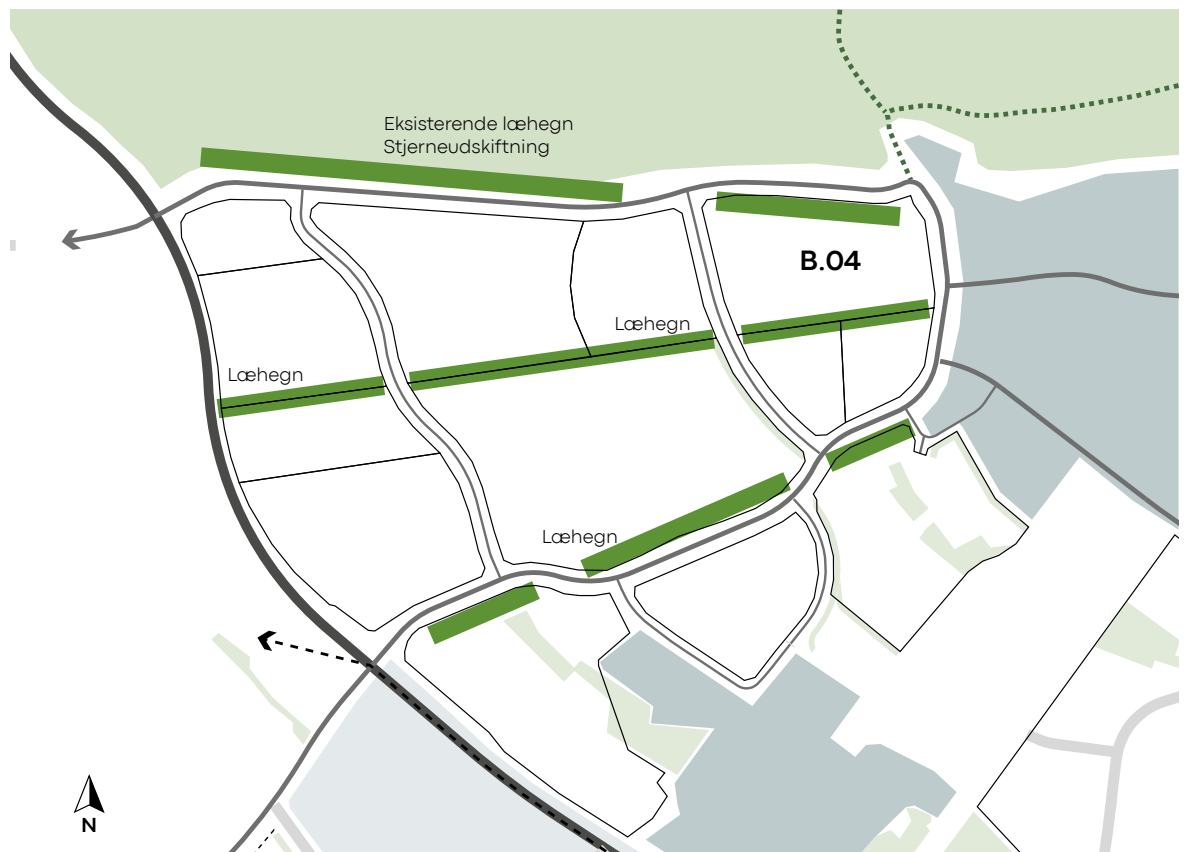 Eksisterende læhegn
Stjerneudskiftning
B.04
Læhegn
Læhegn
Læhegn
N